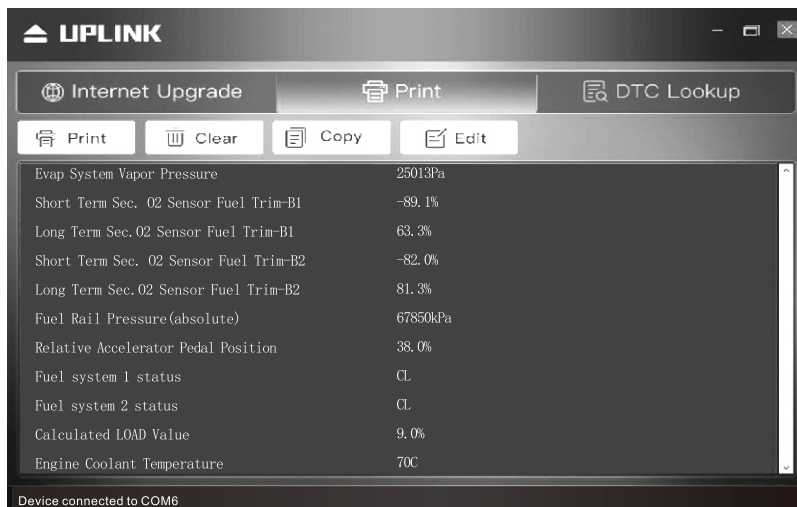 UPLINK
Internet Upgrade Print DTC Lookup
Print Clear Copy Edit
Evap System Vapor Pressure 25013Pa
Short Term Sec. O2 Sensor Fuel Trim-B1 -89.1%
Long Term Sec.O2 Sensor Fuel Trim-B1 63.3%
Short Term Sec. O2 Sensor Fuel Trim-B2 -82.0%
Long Term Sec.O2 Sensor Fuel Trim-B2 81.3%
Fuel Rail Pressure(absolute) 67850kPa
Relative Accelerator Pedal Position 38.0%
Fuel system 1 status CL
Fuel system 2 status CL
Calculated LOAD Value 9.0%
Engine Coolant Temperature 70C
Device connected to COM6